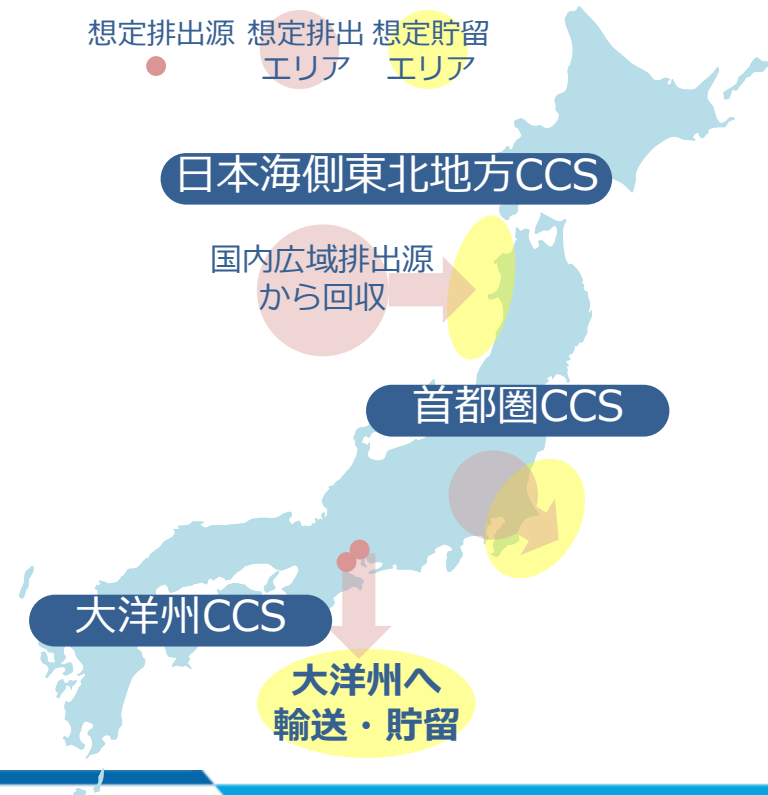 想定排出源
想定排出
エリア
想定貯留
エリア
日本海側東北地方CCS
国内広域排出源
から回収
首都圏CCS
大洋州CCS
大洋州へ
輸送・貯留